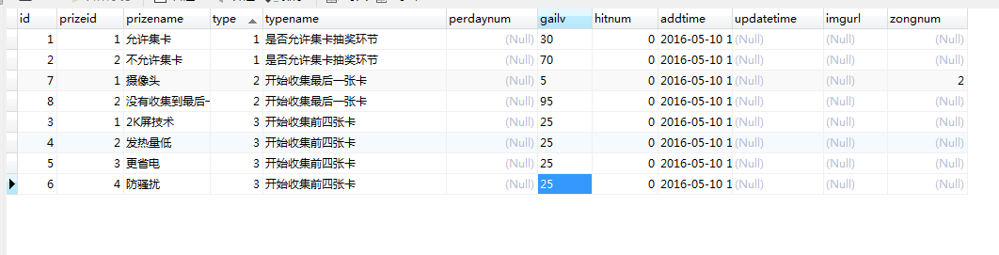 id prizeid prizename type typename perdaynum gailv hitnum addtime updatetime imgurl zongnum
1 1 允许集卡 1 是否允许集卡抽奖环节 (Null) 30 0 2016-05-10 1 (Null) (Null) (Null)
2 2 不允许集卡 1 是否允许集卡抽奖环节 (Null) 70 0 2016-05-10 1 (Null) (Null) (Null)
7 1 摄像头 2 开始收集最后一张卡 (Null) 5 0 2016-05-10 1 (Null) (Null) 2
8 2 没有收集到最后一 2 开始收集最后一张卡 (Null) 95 0 2016-05-10 1 (Null) (Null) (Null)
3 1 2K屏技术 3 开始收集前四张卡 (Null) 25 0 2016-05-10 1 (Null) (Null) (Null)
4 2 发热量低 3 开始收集前四张卡 (Null) 25 0 2016-05-10 1 (Null) (Null) (Null)
5 3 更省电 3 开始收集前四张卡 (Null) 25 0 2016-05-10 1 (Null) (Null) (Null)
6 4 防骚扰 3 开始收集前四张卡 (Null) 25 0 2016-05-10 1 (Null) (Null) (Null)